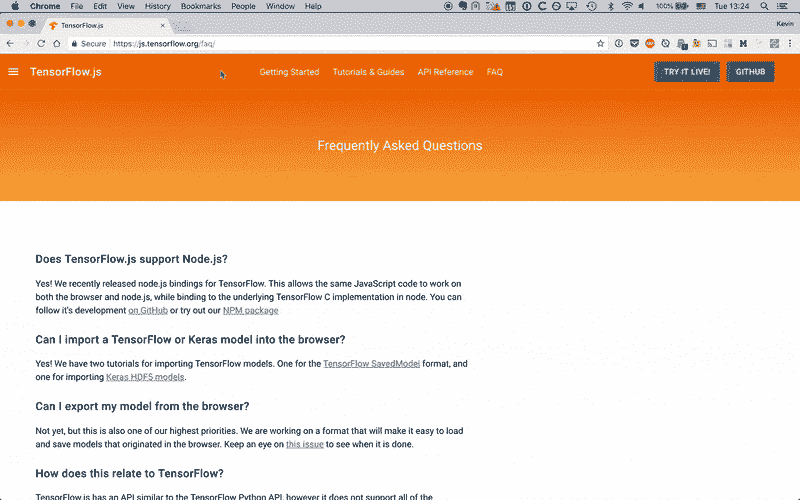 Chrome File Edit View History Bookmarks People Window Help
100% Tue 13:24
TensorFlow.js
Kevin
Secure https://js.tensorflow.org/faq/
TensorFlow.js Getting Started Tutorials & Guides API Reference FAQ TRY IT LIVE! GITHUB
Frequently Asked Questions
Does TensorFlow.js support Node.js?
Yes! We recently released node.js bindings for TensorFlow. This allows the same JavaScript code to work on
both the browser and node.js, while binding to the underlying TensorFlow C implementation in node. You can
follow it's development on GitHub or try out our NPM package
Can I import a TensorFlow or Keras model into the browser?
Yes! We have two tutorials for importing TensorFlow models. One for the TensorFlow SavedModel format, and
one for importing Keras HDF5 models.
Can I export my model from the browser?
Not yet, but this is also one of our highest priorities. We are working on a format that will make it easy to load
and save models that originated in the browser. Keep an eye on this issue to see when it is done.
How does this relate to TensorFlow?
TensorFlow.js has an API similar to the TensorFlow Python API, however it does not support all of the